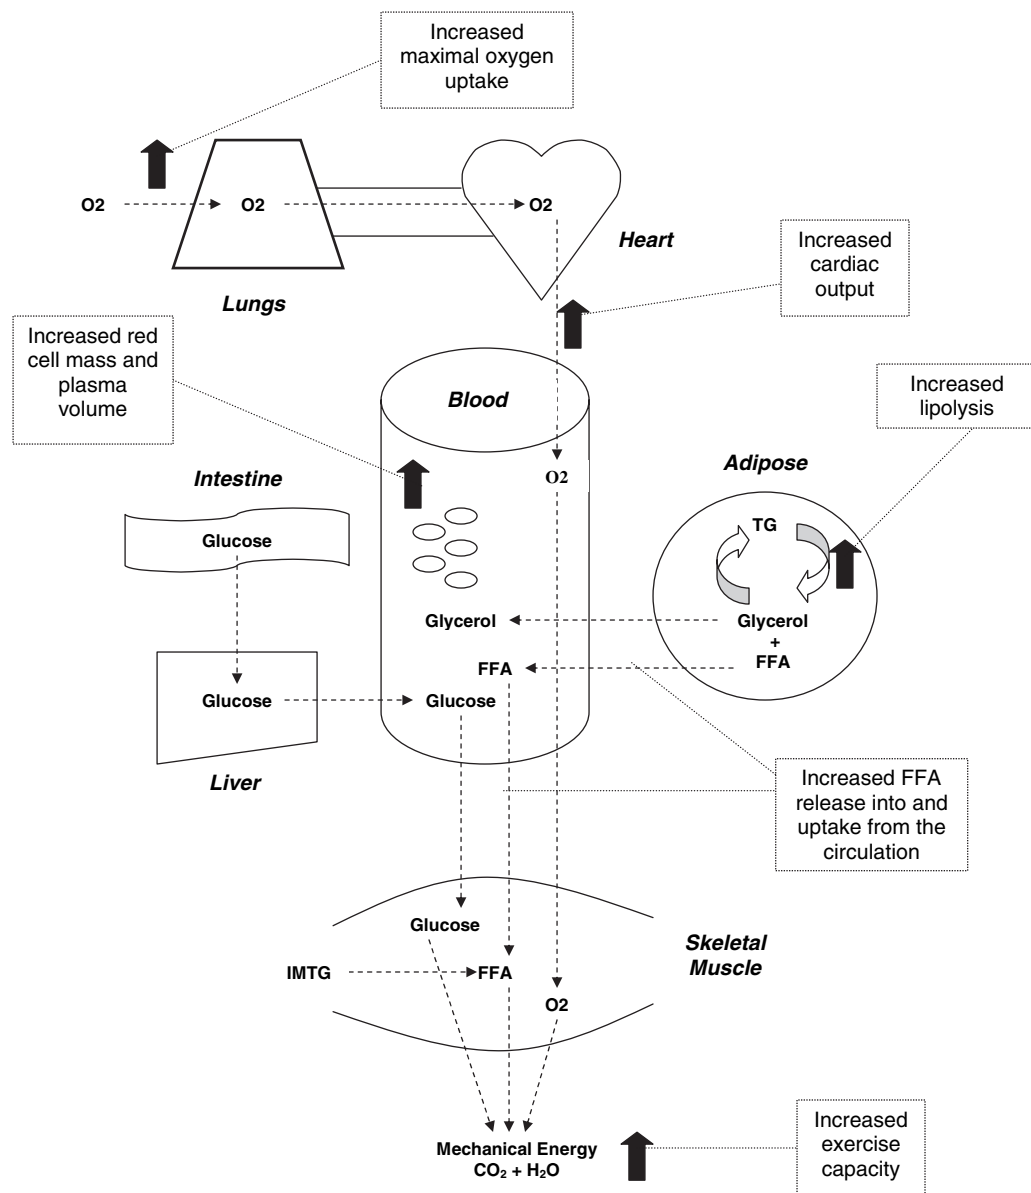 Increased
maximal oxygen
uptake
O2
O2
O2
Heart
Lungs
Increased
cardiac
output
Increased red
cell mass and
plasma
volume
Blood
Increased
lipolysis
O2
Intestine
Glucose
Adipose
TG
Glycerol
Glycerol
+
FFA
FFA
Glucose
Glucose
Liver
Increased FFA
release into and
uptake from the
circulation
Glucose
IMTG
FFA
O2
Skeletal
Muscle
Mechanical Energy
CO₂ + H₂O
Increased
exercise
capacity